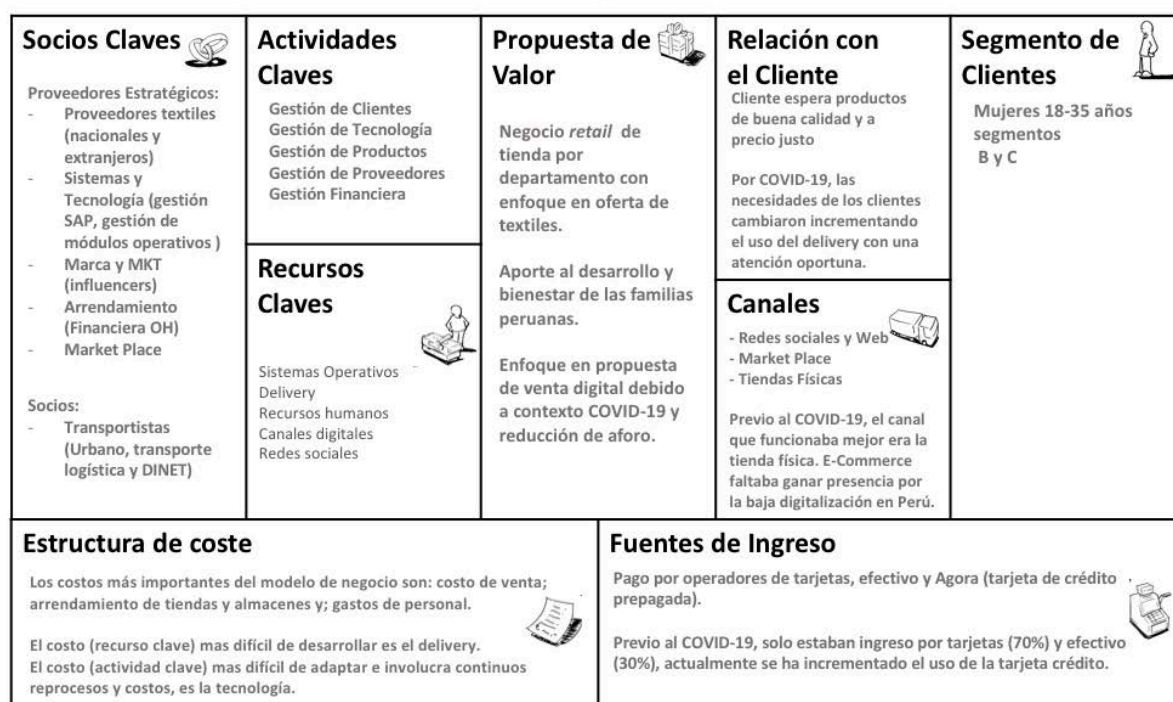 Socios Claves
Proveedores Estratégicos:
- Proveedores textiles
(nacionales y
extranjeros)
- Sistemas y
Tecnología (gestión
SAP, gestión de
módulos operativos )
- Marca y MKT
(influencers)
- Arrendamiento
(Financiera OH)
- Market Place
Socios:
- Transportistas
(Urbano, transporte
logística y DINET)
Actividades
Claves
Gestión de Clientes
Gestión de Tecnología
Gestión de Productos
Gestión de Proveedores
Gestión Financiera
Recursos
Claves
Sistemas Operativos
Delivery
Recursos humanos
Canales digitales
Redes sociales
Propuesta de
Valor
Negocio retail de
tienda por
departamento con
enfoque en oferta de
textiles.
Aporte al desarrollo y
bienestar de las familias
peruanas.
Enfoque en propuesta
de venta digital debido
a contexto COVID-19 y
reducción de aforo.
Relación con
el Cliente
Cliente espera productos
de buena calidad y a
precio justo
Por COVID-19, las
necesidades de los clientes
cambiaron incrementando
el uso del delivery con una
atención oportuna.
Canales
- Redes sociales y Web
- Market Place
- Tiendas Físicas
Previo al COVID-19, el canal
que funcionaba mejor era la
tienda física. E-Commerce
faltaba ganar presencia por
la baja digitalización en Perú.
Segmento de
Clientes
Mujeres 18-35 años
segmentos
B y C
Estructura de coste
Los costos más importantes del modelo de negocio son: costo de venta;
arrendamiento de tiendas y almacenes y; gastos de personal.
El costo (recurso clave) mas difícil de desarrollar es el delivery.
El costo (actividad clave) mas difícil de adaptar e involucra continuos
reprocesos y costos, es la tecnología.
Fuentes de Ingreso
Pago por operadores de tarjetas, efectivo y Agora (tarjeta de crédito
prepagada).
Previo al COVID-19, solo estaban ingreso por tarjetas (70%) y efectivo
(30%), actualmente se ha incrementado el uso de la tarjeta crédito.